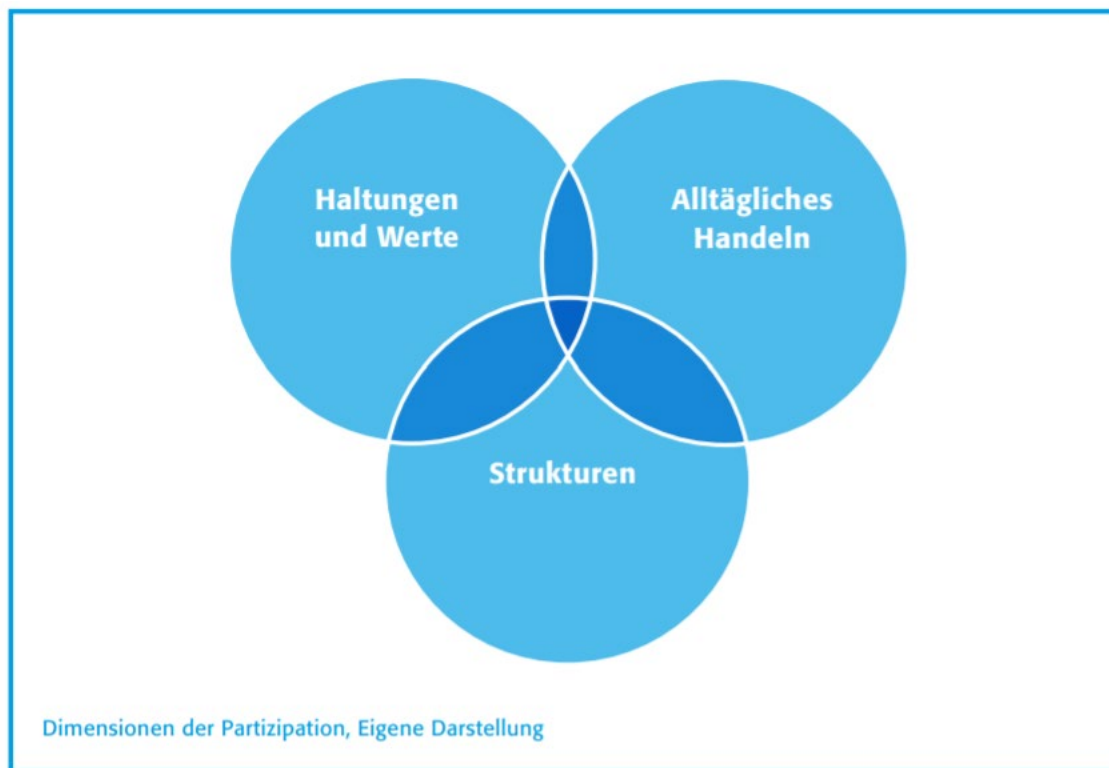 Haltungen
und Werte
Alltägliches
Handeln
Strukturen
Dimensionen der Partizipation, Eigene Darstellung